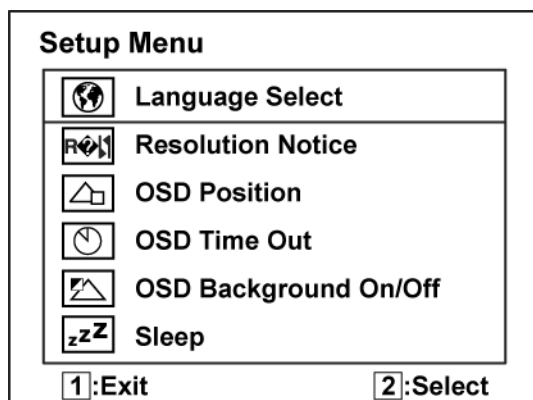 Setup Menu
Language Select
Resolution Notice
OSD Position
OSD Time Out
OSD Background On/Off
zzZ Sleep
1:Exit 2:Select